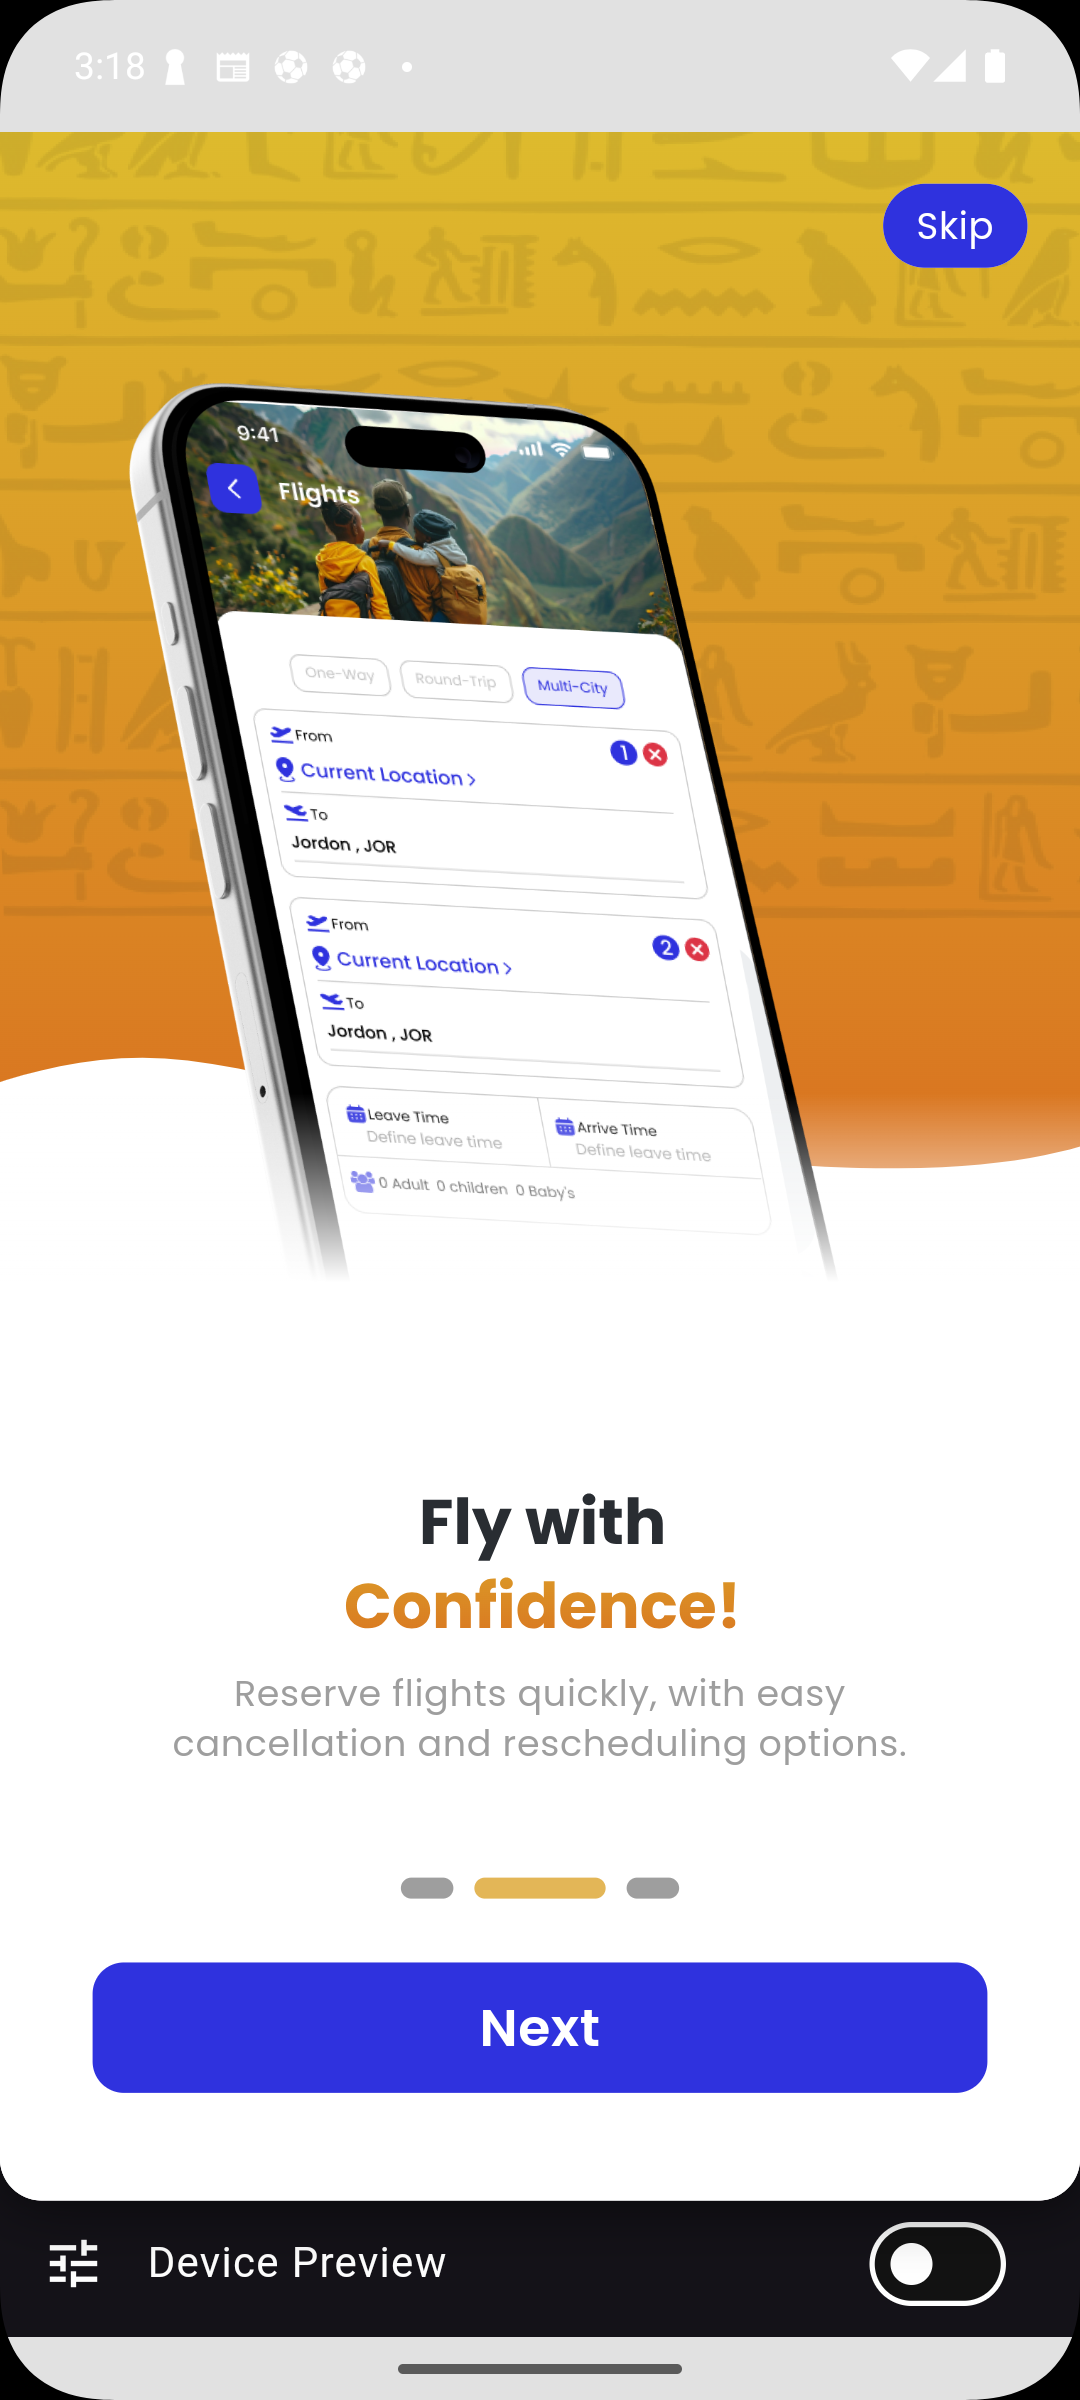 3:18
Skip
9:41
Flights
One-Way Round-Trip Multi-City
From 1
Current Location >
To
Jordon , JOR
From 2
Current Location >
To
Jordon , JOR
Leave Time Arrive Time
Define leave time Define leave time
0 Adult 0 children 0 Baby's
Fly with
Confidence!
Reserve flights quickly, with easy
cancellation and rescheduling options.
Next
Device Preview